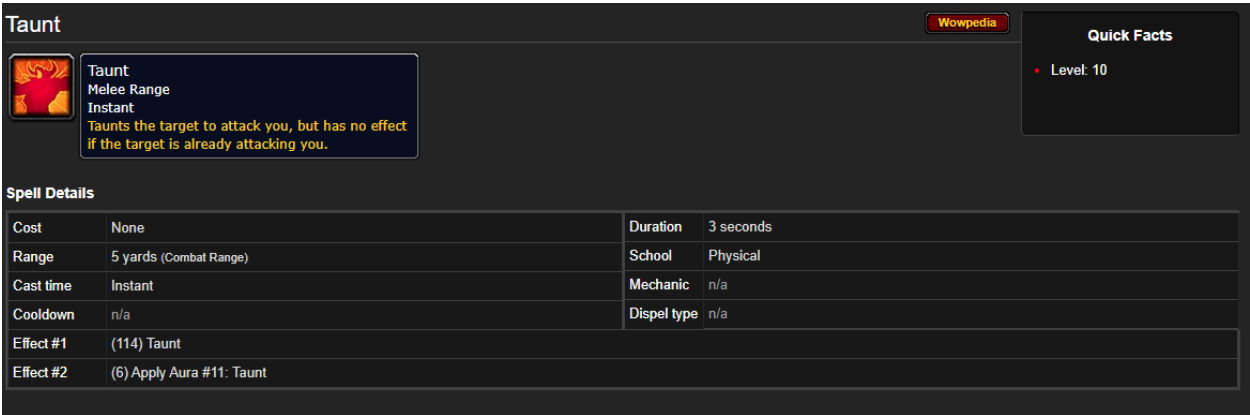 Taunt
Wowpedia
Quick Facts
Level: 10
Taunt
Melee Range
Instant
Taunts the target to attack you, but has no effect
if the target is already attacking you.
Spell Details
Cost None Duration 3 seconds
Range 5 yards (Combat Range) School Physical
Cast time Instant Mechanic n/a
Cooldown n/a Dispel type n/a
Effect #1 (114) Taunt
Effect #2 (6) Apply Aura #11: Taunt